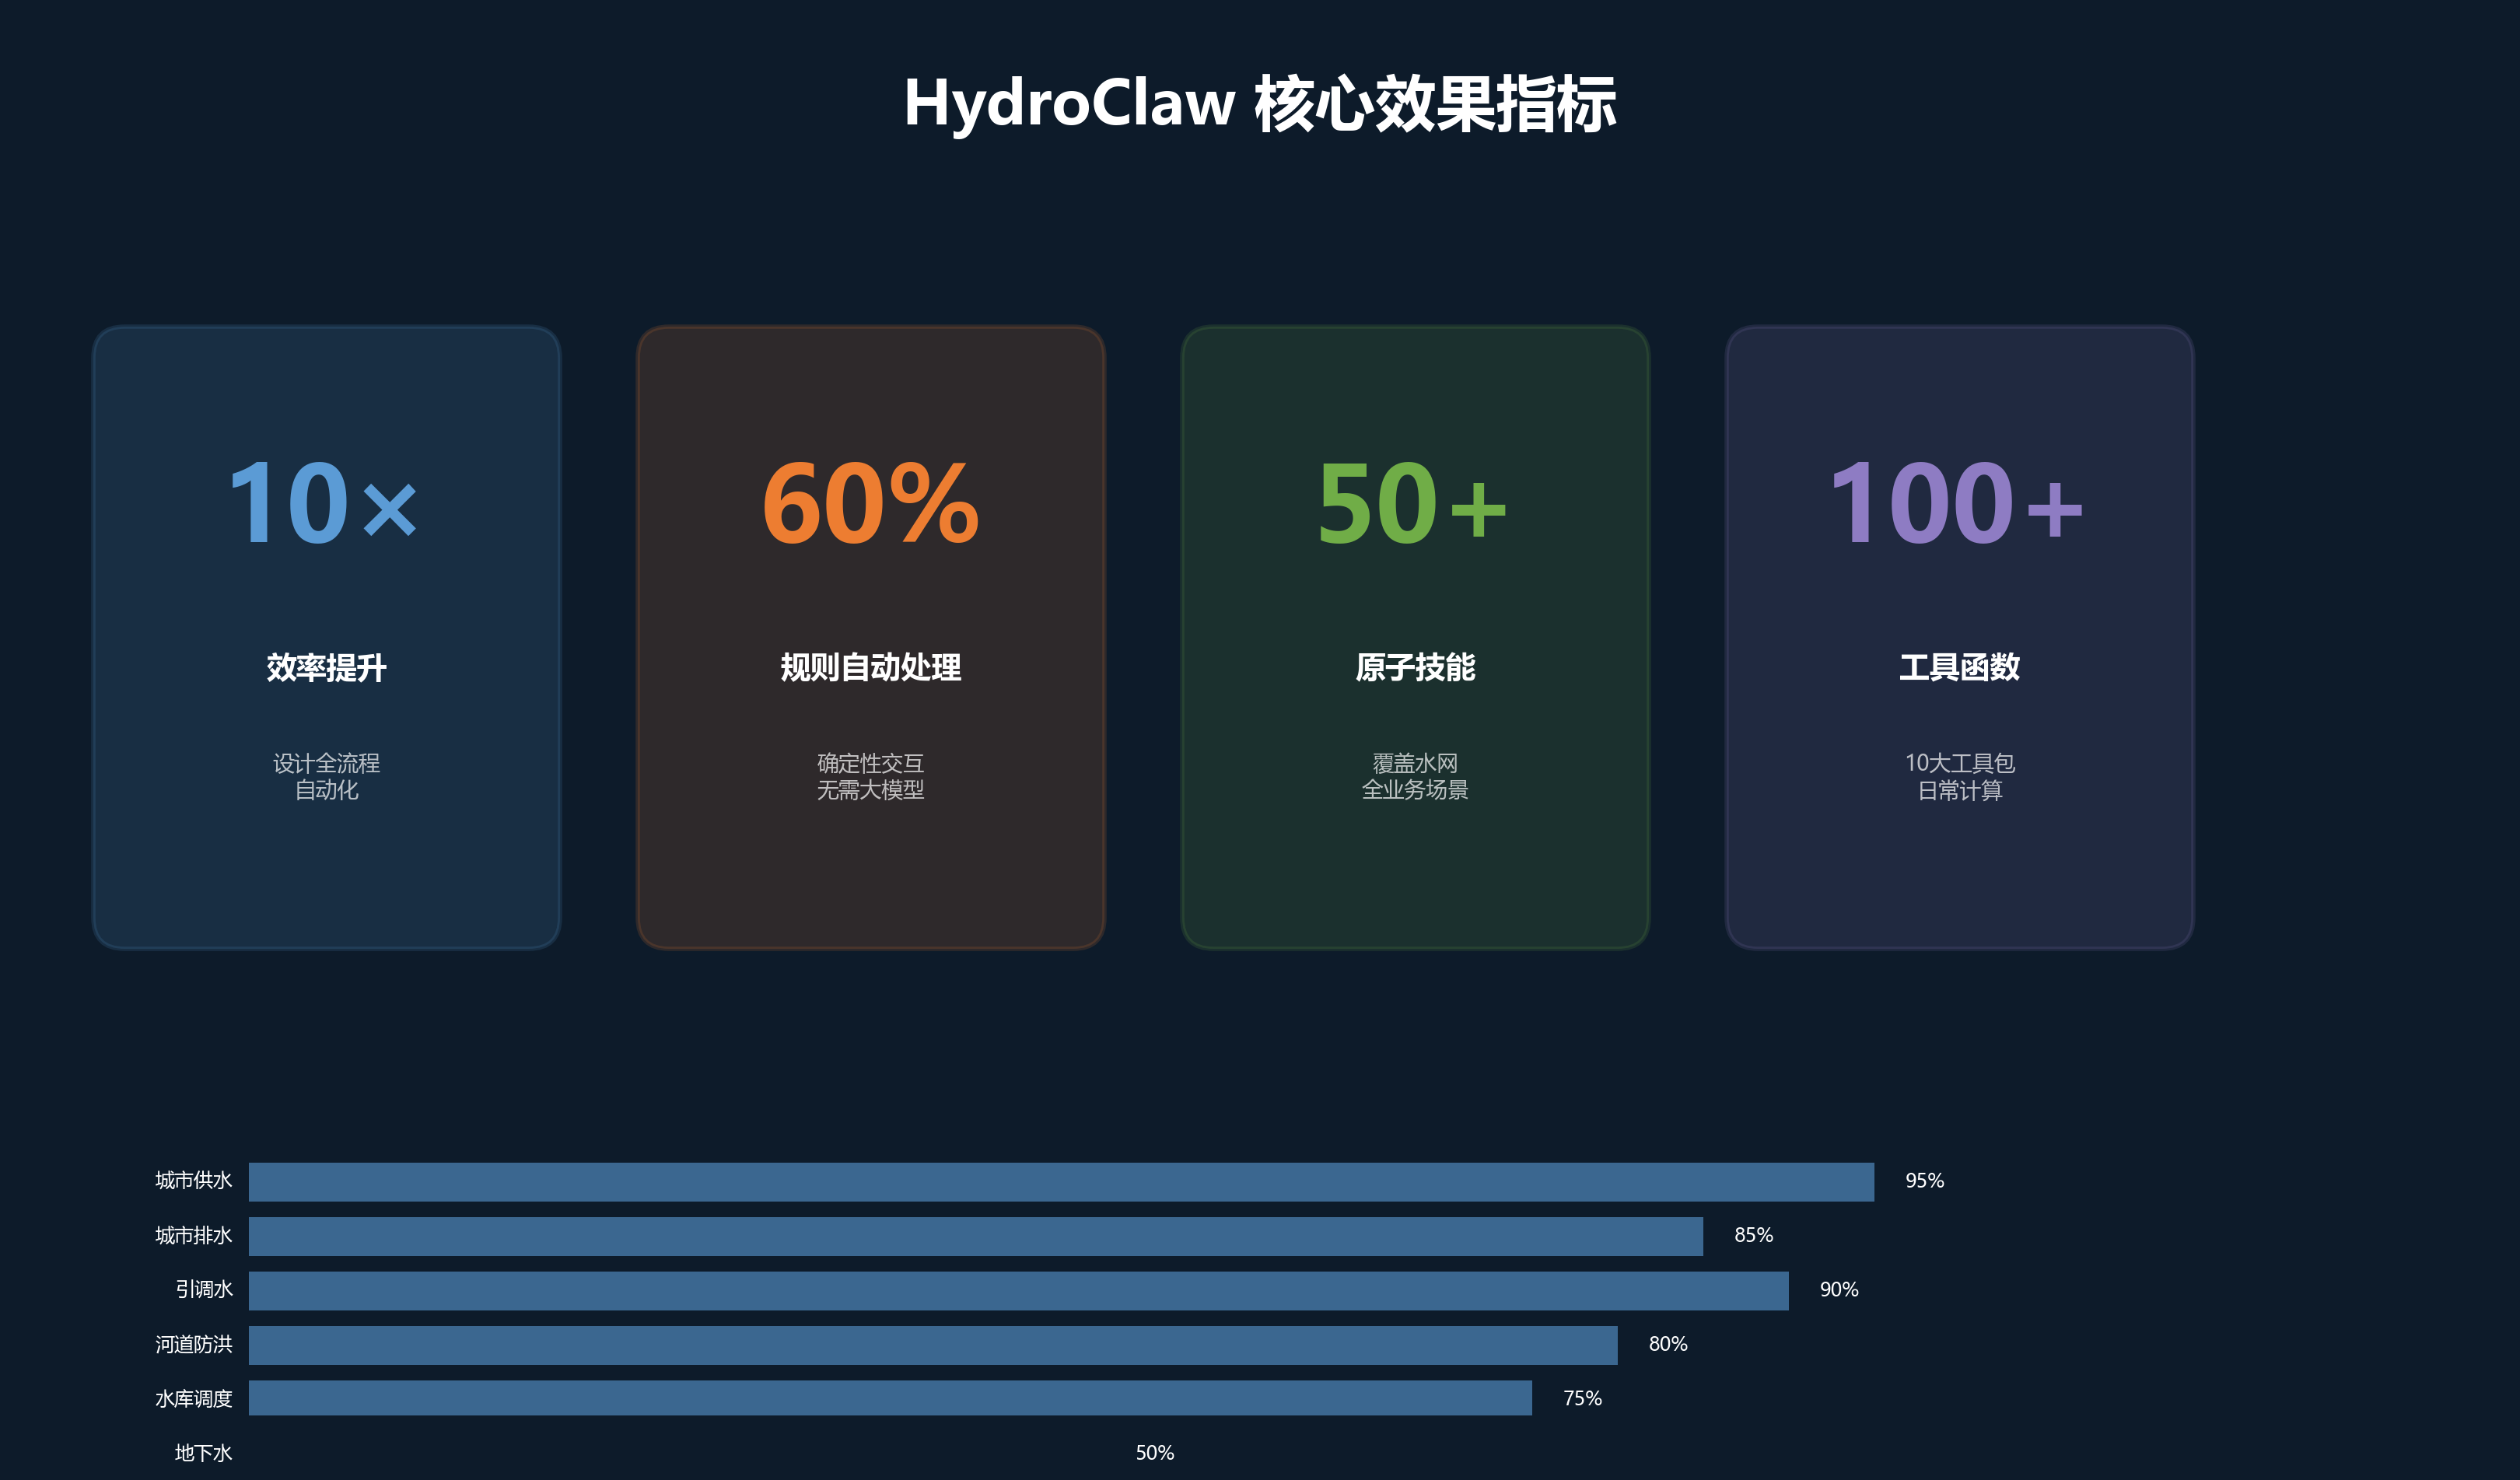 HydroClaw 核心效果指标
10×
效率提升
设计全流程
自动化
60%
规则自动处理
确定性交互
无需大模型
50+
原子技能
覆盖水网
全业务场景
100+
工具函数
10大工具包
日常计算
城市供水 95%
城市排水 85%
引调水 90%
河道防洪 80%
水库调度 75%
地下水 50%